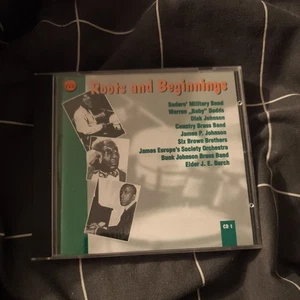 Roots and Beginnings
Sodero' Military Band
Warren „Baby" Dodds
Dink Johnson
Country Brass Band
James P. Johnson
Six Brown Brothers
James Europe's Society Orchestra
Bunk Johnson Brass Band
Elder J. E. Burch
CD 1